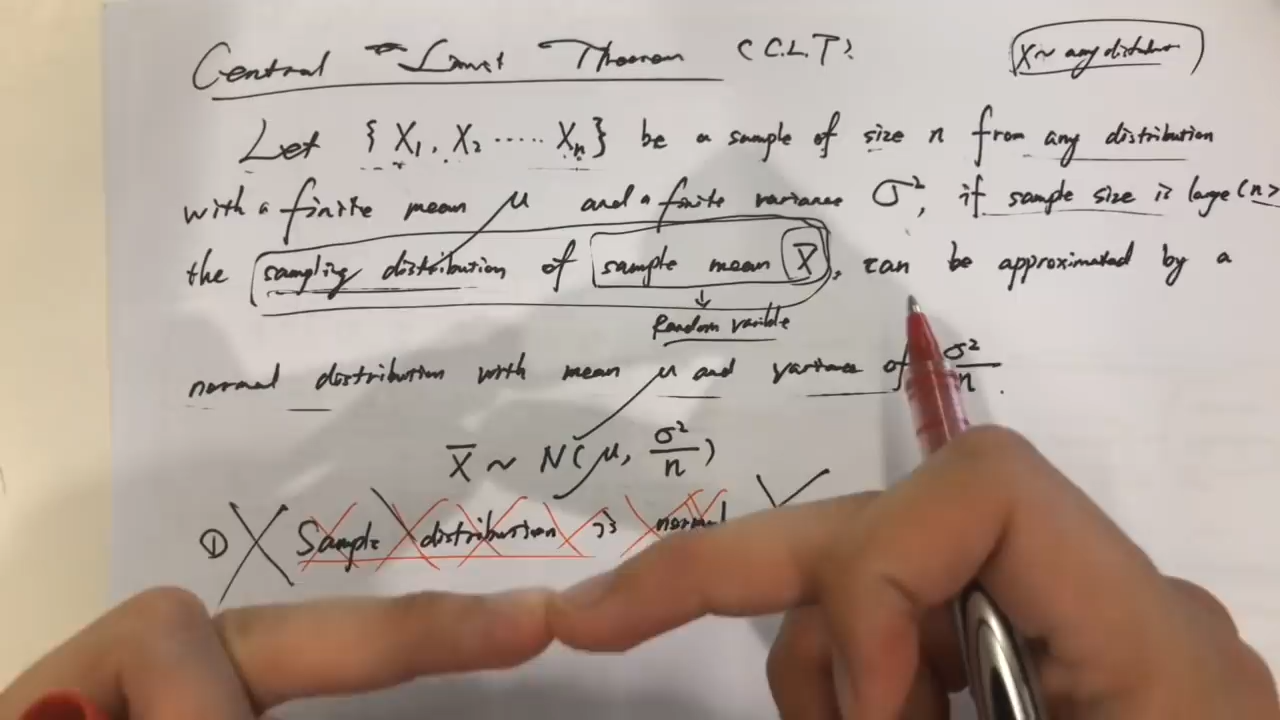 Central Limit Theorem (C.L.T)
X ~ any distribution
Let {X₁, X₂ ..... Xₙ} be a sample of size n from any distribution
with a finite mean μ and a finite variance σ², if sample size is large (n>
the sampling distribution of sample mean X̄, can be approximated by a
Random varible
normal distribution with mean μ and variance of σ²/n.
X̄ ~ N(μ, σ²/n)
① Sample distribution is normal